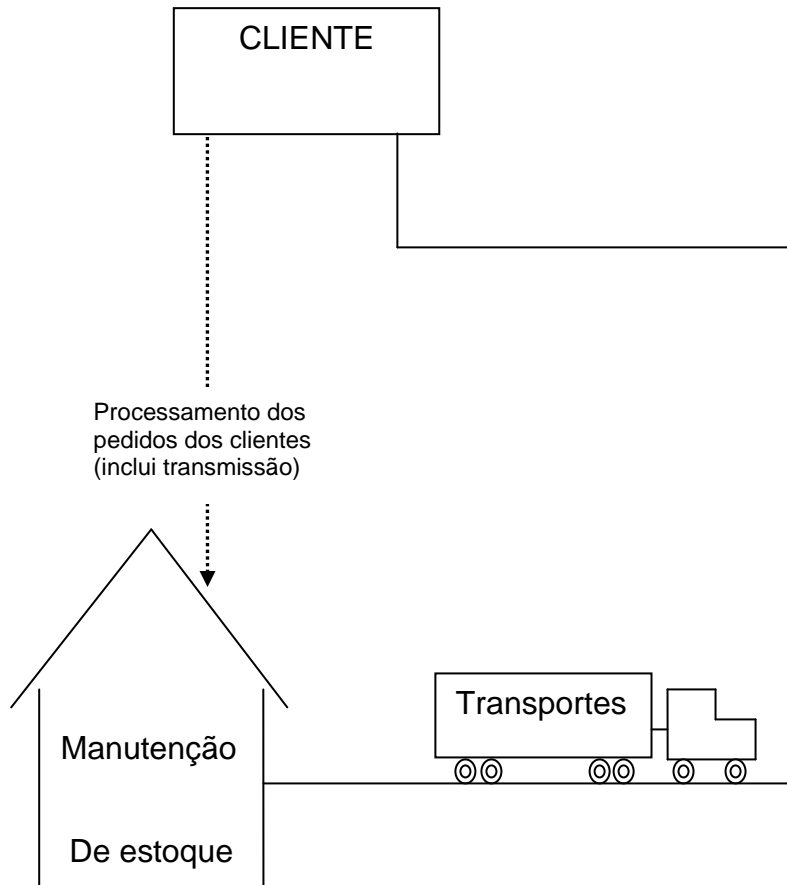 CLIENTE
Processamento dos
pedidos dos clientes
(inclui transmissão)
Transportes
Manutenção
De estoque